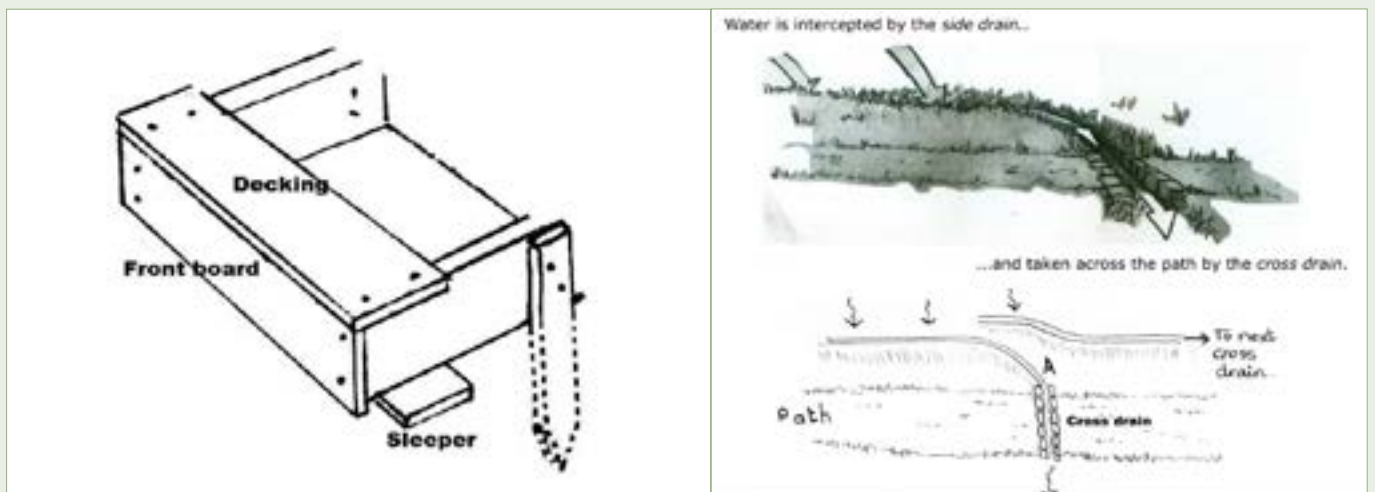 Decking
Front board
Sleeper
Water is intercepted by the side drain...
...and taken across the path by the cross drain.
To next
cross
drain...
A
Path
Cross drain